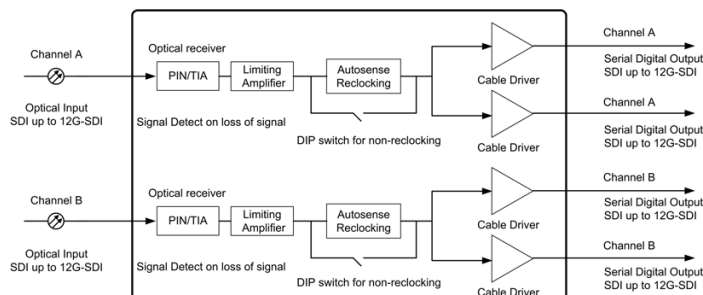 Channel A
Optical Input
SDI up to 12G-SDI
Optical receiver
PIN/TIA
Limiting
Amplifier
Autosense
Reclocking
Signal Detect on loss of signal
DIP switch for non-reclocking
Cable Driver
Cable Driver
Channel A
Serial Digital Output
SDI up to 12G-SDI
Channel A
Serial Digital Output
SDI up to 12G-SDI
Channel B
Optical Input
SDI up to 12G-SDI
Optical receiver
PIN/TIA
Limiting
Amplifier
Autosense
Reclocking
Signal Detect on loss of signal
DIP switch for non-reclocking
Cable Driver
Cable Driver
Channel B
Serial Digital Output
SDI up to 12G-SDI
Channel B
Serial Digital Output
SDI up to 12G-SDI